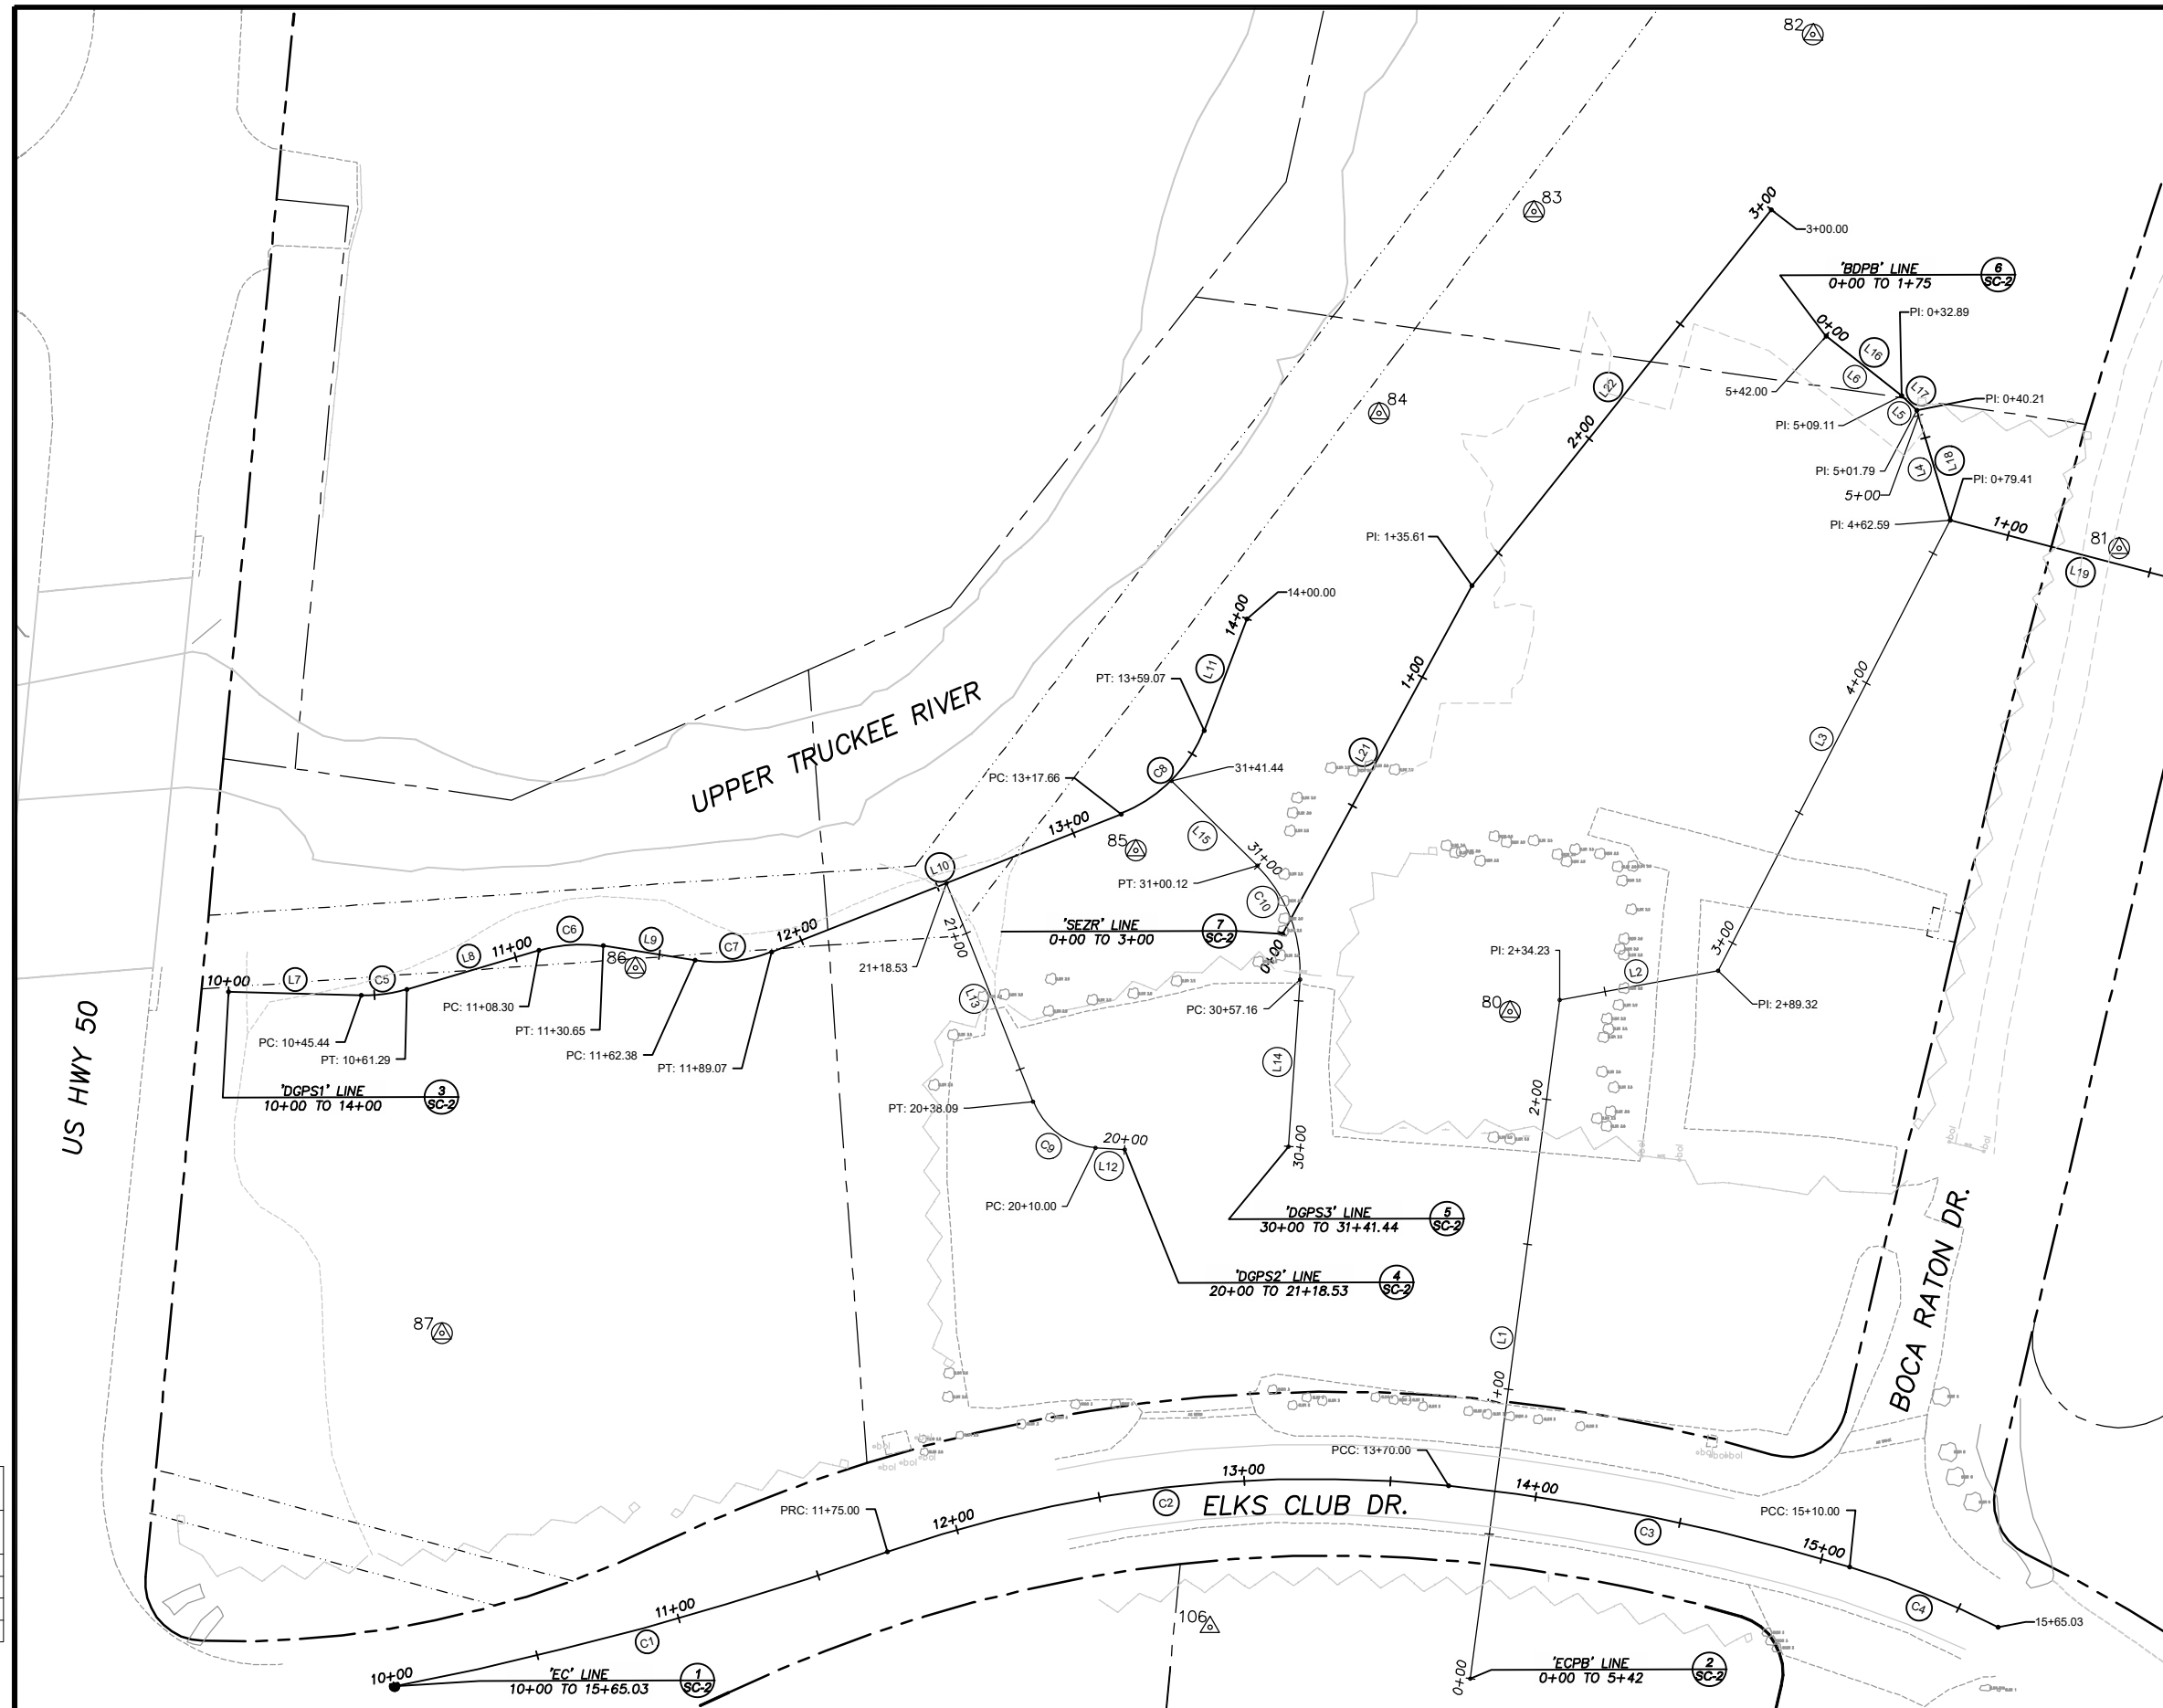 82
83
3+00
3+00.00
'BDPB' LINE
0+00 TO 1+75
6
SC-2
0+00
PI: 0+32.89
L16
L6
L17
L5
5+42.00
PI: 0+40.21
PI: 5+09.11
L22
84
2+00
PI: 5+01.79
L4
L18
5+00
PI: 0+79.41
PI: 4+62.59
1+00
81
L19
PI: 1+35.61
14+00
14+00.00
L11
PT: 13+59.07
1+00
4+00
L3
UPPER TRUCKEE RIVER
L21
C8
31+41.44
PC: 13+17.66
13+00
L15
85
31+00
PT: 31+00.12
L10
C10
'SEZR' LINE
0+00 TO 3+00
7
SC-2
0+00
21+00
12+00
C6
L9
C7
11+00
L8
86
21+18.53
3+00
PI: 2+34.23
L2
PI: 2+89.32
10+00
L7
C5
L13
PC: 11+08.30
PC: 30+57.16
80
PT: 11+30.65
PC: 10+45.44
PC: 11+62.38
PT: 10+61.29
PT: 11+89.07
L14
US HWY 50
'DGPS1' LINE
10+00 TO 14+00
3
SC-2
PT: 20+38.09
2+00
C9
20+00
L12
30+00
PC: 20+10.00
'DGPS3' LINE
30+00 TO 31+41.44
5
SC-2
BOCA RATON DR.
'DGPS2' LINE
20+00 TO 21+18.53
4
SC-2
87
L1
1+00
PCC: 13+70.00
13+00
C2
ELKS CLUB DR.
14+00
PRC: 11+75.00
12+00
PCC: 15+10.00
C3
15+00
11+00
C1
106
C4
15+65.03
10+00
'EC' LINE
10+00 TO 15+65.03
1
SC-2
0+00
'ECPB' LINE
0+00 TO 5+42
2
SC-2